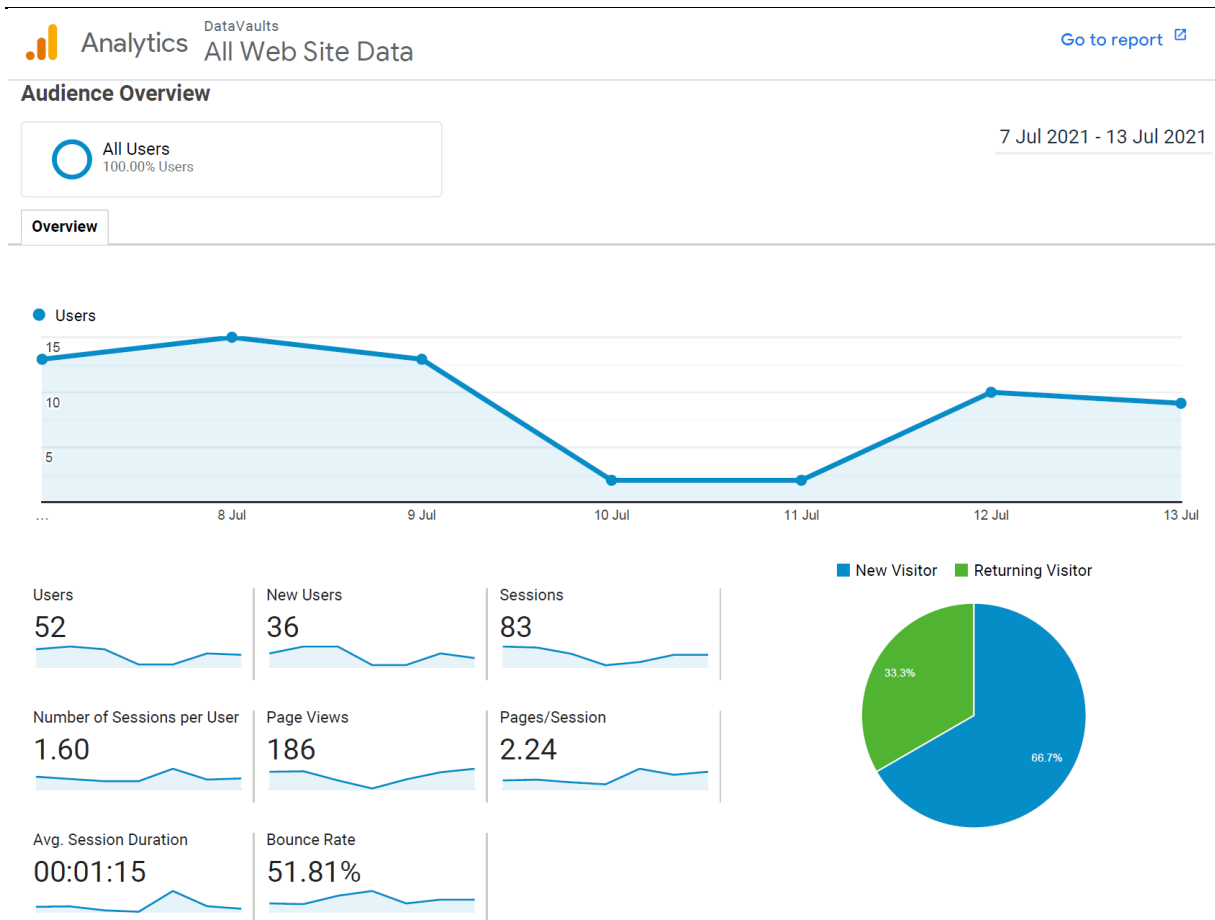 DataVaults
Analytics All Web Site Data
Go to report
Audience Overview
All Users
100.00% Users
7 Jul 2021 - 13 Jul 2021
Overview
Users
15
10
5
... 8 Jul 9 Jul 10 Jul 11 Jul 12 Jul 13 Jul
New Visitor Returning Visitor
Users New Users Sessions
52 36 83
33.3%
Number of Sessions per User Page Views Pages/Session
1.60 186 2.24
66.7%
Avg. Session Duration Bounce Rate
00:01:15 51.81%